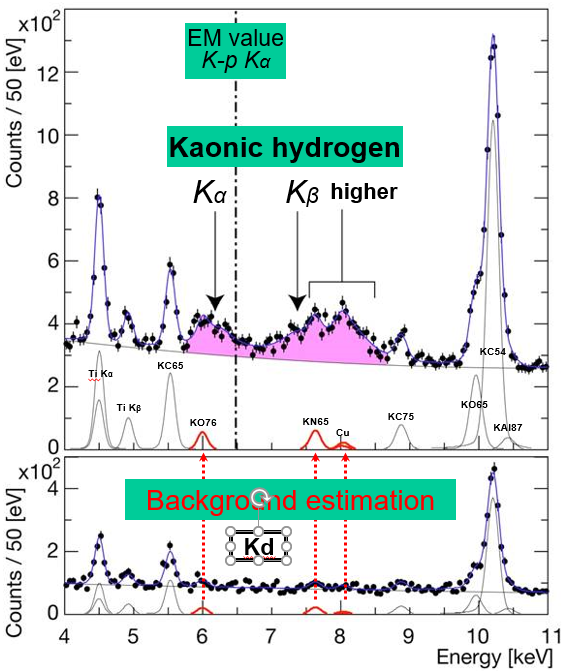 x10²
EM value
K-p Kα
12
10
8
6
4
2
0
Counts / 50 [eV]
Kaonic hydrogen
Kα
Kβ
higher
Ti Kα
Ti Kβ
KC65
KO76
KN65
Cu
KC75
KO65
KC54
KAl87
x10²
4
2
0
Counts / 50 [eV]
Background estimation
Kd
4 5 6 7 8 9 10 11
Energy [keV]